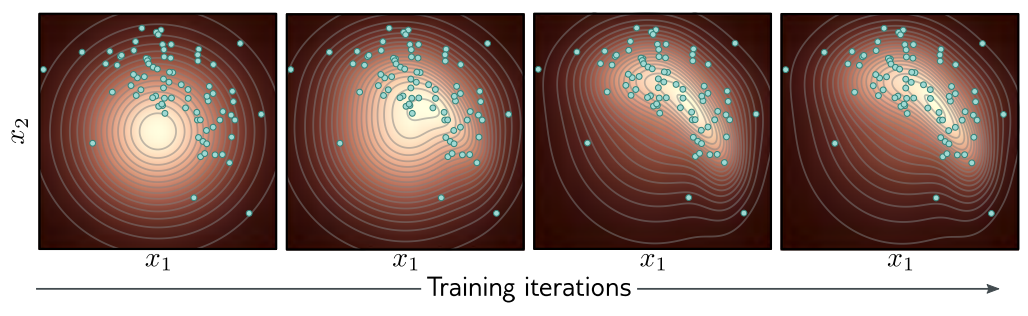 x₂
x₁ x₁ x₁ x₁
Training iterations